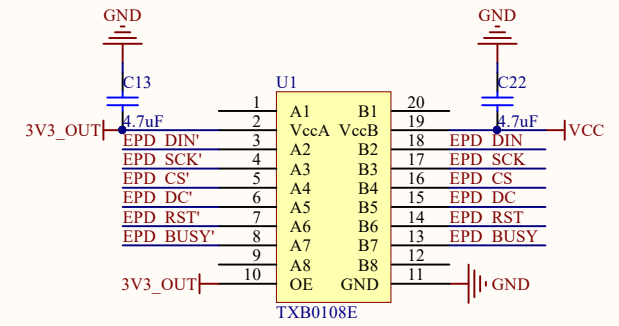 GND GND
C13 U1 C22
4.7uF 1 A1 B1 20 4.7uF
3V3_OUT 2 VccA VccB 19 VCC
EPD_DIN' 3 A2 B2 18 EPD_DIN
EPD_SCK' 4 A3 B3 17 EPD_SCK
EPD_CS' 5 A4 B4 16 EPD_CS
EPD_DC' 6 A5 B5 15 EPD_DC
EPD_RST' 7 A6 B6 14 EPD_RST
EPD_BUSY' 8 A7 B7 13 EPD_BUSY
9 A8 B8 12
3V3_OUT 10 OE GND 11 GND
TXB0108E